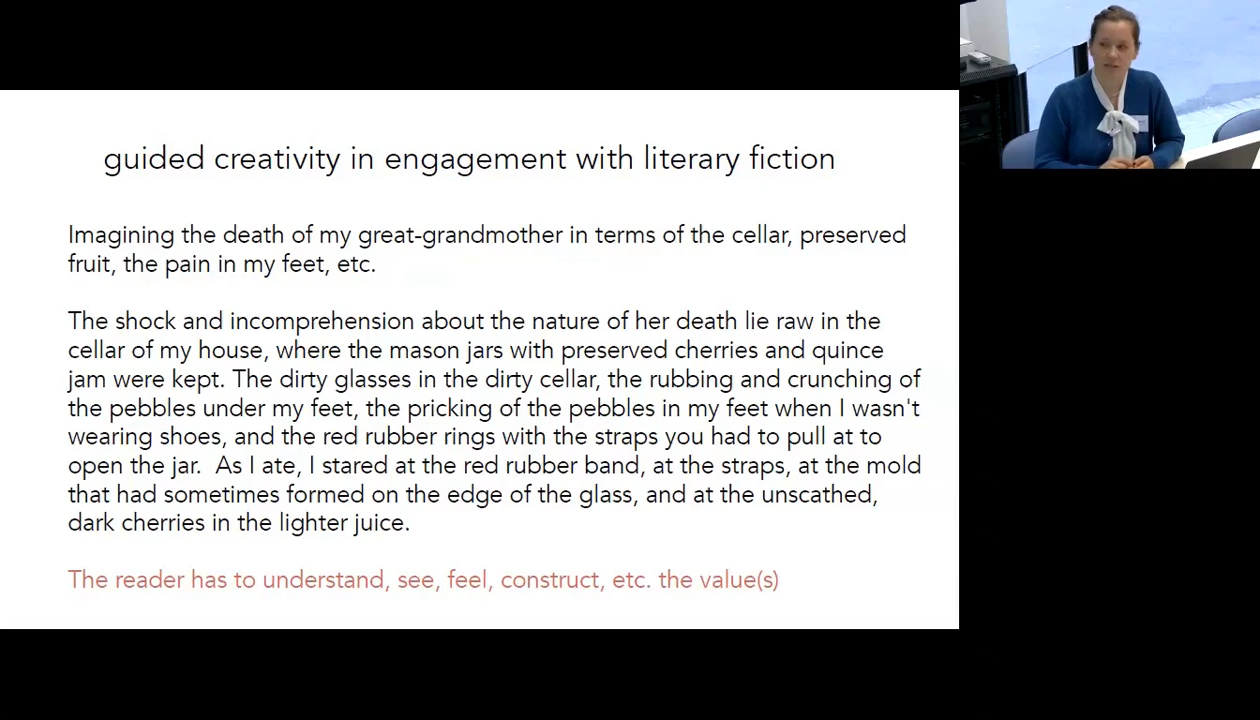 guided creativity in engagement with literary fiction
Imagining the death of my great-grandmother in terms of the cellar, preserved
fruit, the pain in my feet, etc.
The shock and incomprehension about the nature of her death lie raw in the
cellar of my house, where the mason jars with preserved cherries and quince
jam were kept. The dirty glasses in the dirty cellar, the rubbing and crunching of
the pebbles under my feet, the pricking of the pebbles in my feet when I wasn't
wearing shoes, and the red rubber rings with the straps you had to pull at to
open the jar.  As I ate, I stared at the red rubber band, at the straps, at the mold
that had sometimes formed on the edge of the glass, and at the unscathed,
dark cherries in the lighter juice.
The reader has to understand, see, feel, construct, etc. the value(s)